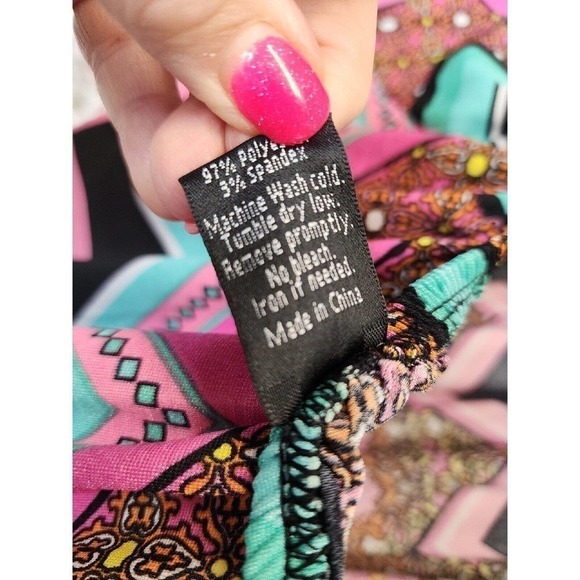 97% Polye
3% Spandex
Machine Wash cold.
Tumble dry low.
Remove promptly.
No bleach.
Iron if needed.
Made in China